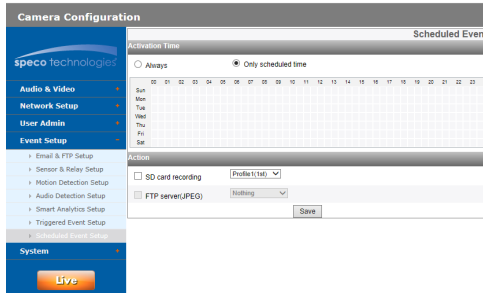 Camera Configuration
Scheduled Even
speco technologies
Activation Time
Always Only scheduled time
00 01 02 03 04 05 06 07 08 09 10 11 12 13 14 15 16 17 18 19 20 21 22 23
Sun
Mon
Tue
Wed
Thu
Fri
Sat
Audio & Video
Network Setup
User Admin
Event Setup
Email & FTP Setup
Sensor & Relay Setup
Motion Detection Setup
Audio Detection Setup
Smart Analytics Setup
Triggered Event Setup
Scheduled Event Setup
System
Live
Action
SD card recording Profile1(1st)
FTP server(JPEG) Nothing
Save